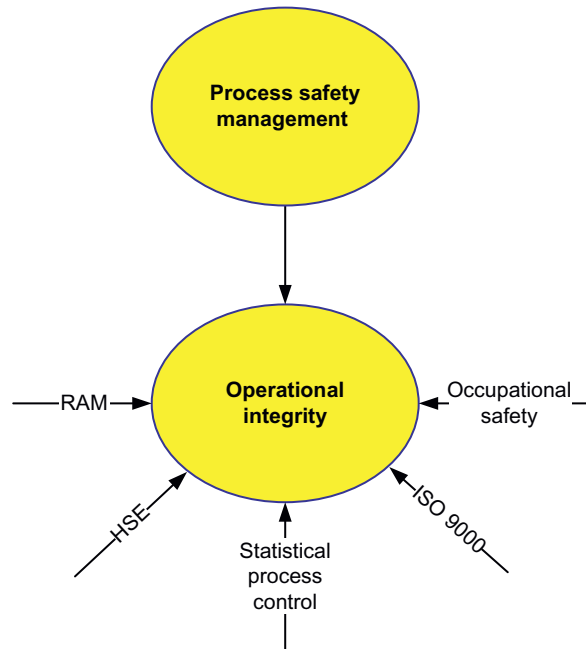 Process safety
management
Operational
integrity
RAM
Occupational
safety
HSE
ISO 9000
Statistical
process
control